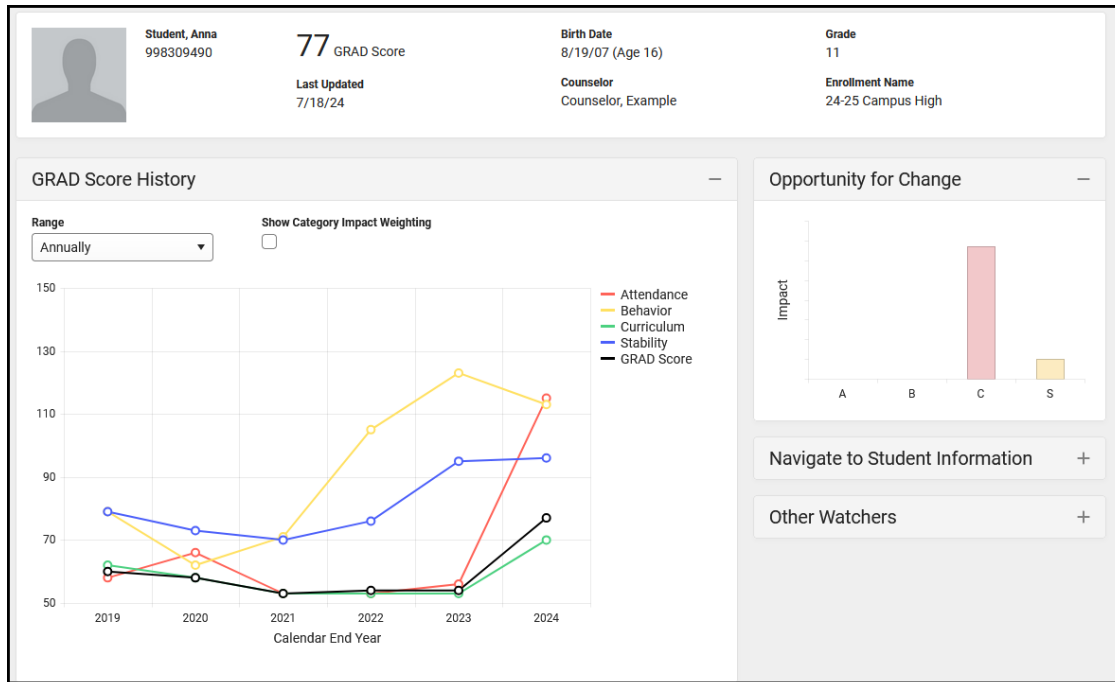 Student, Anna
998309490
77 GRAD Score
Last Updated
7/18/24
Birth Date
8/19/07 (Age 16)
Counselor
Counselor, Example
Grade
11
Enrollment Name
24-25 Campus High
GRAD Score History
Range
Annually
Show Category Impact Weighting
150
130
110
90
70
50
2019 2020 2021 2022 2023 2024
Calendar End Year
Attendance
Behavior
Curriculum
Stability
GRAD Score
Opportunity for Change
Impact
A B C S
Navigate to Student Information
Other Watchers